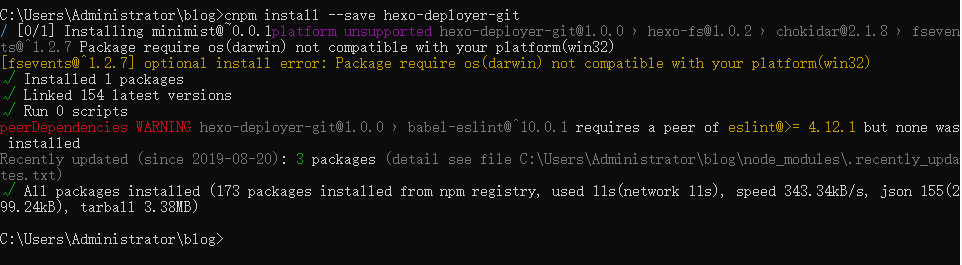 C:\Users\Administrator\blog>cnpm install --save hexo-deployer-git
/ [0/1] Installing minimist@~0.0.1platform unsupported hexo-deployer-git@1.0.0 › hexo-fs@1.0.2 › chokidar@2.1.8 › fseven
ts@^1.2.7 Package require os(darwin) not compatible with your platform(win32)
[fsevents@^1.2.7] optional install error: Package require os(darwin) not compatible with your platform(win32)
√ Installed 1 packages
√ Linked 154 latest versions
√ Run 0 scripts
peerDependencies WARNING hexo-deployer-git@1.0.0 › babel-eslint@^10.0.1 requires a peer of eslint@>= 4.12.1 but none was
installed
Recently updated (since 2019-08-20): 3 packages (detail see file C:\Users\Administrator\blog\node_modules\.recently_upda
tes.txt)
√ All packages installed (173 packages installed from npm registry, used 11s(network 11s), speed 343.34kB/s, json 155(2
99.24kB), tarball 3.38MB)
C:\Users\Administrator\blog>